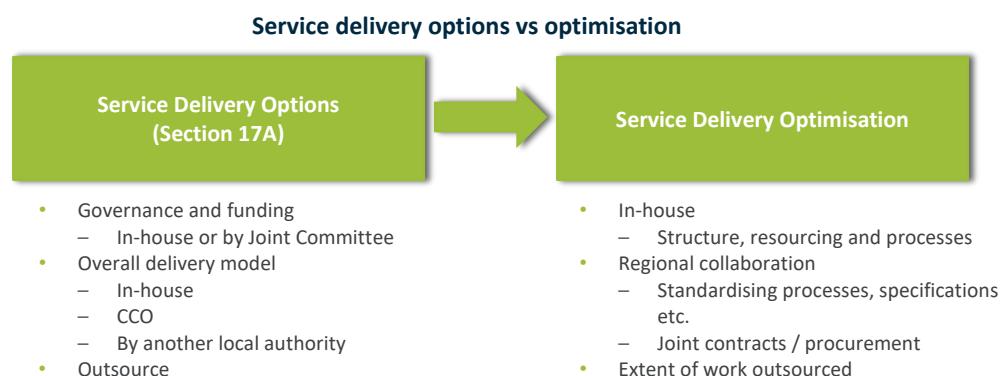 Service delivery options vs optimisation
Service Delivery Options
(Section 17A)
Service Delivery Optimisation
• Governance and funding
– In-house or by Joint Committee
• Overall delivery model
– In-house
– CCO
– By another local authority
• Outsource
• In-house
– Structure, resourcing and processes
• Regional collaboration
– Standardising processes, specifications
etc.
– Joint contracts / procurement
• Extent of work outsourced